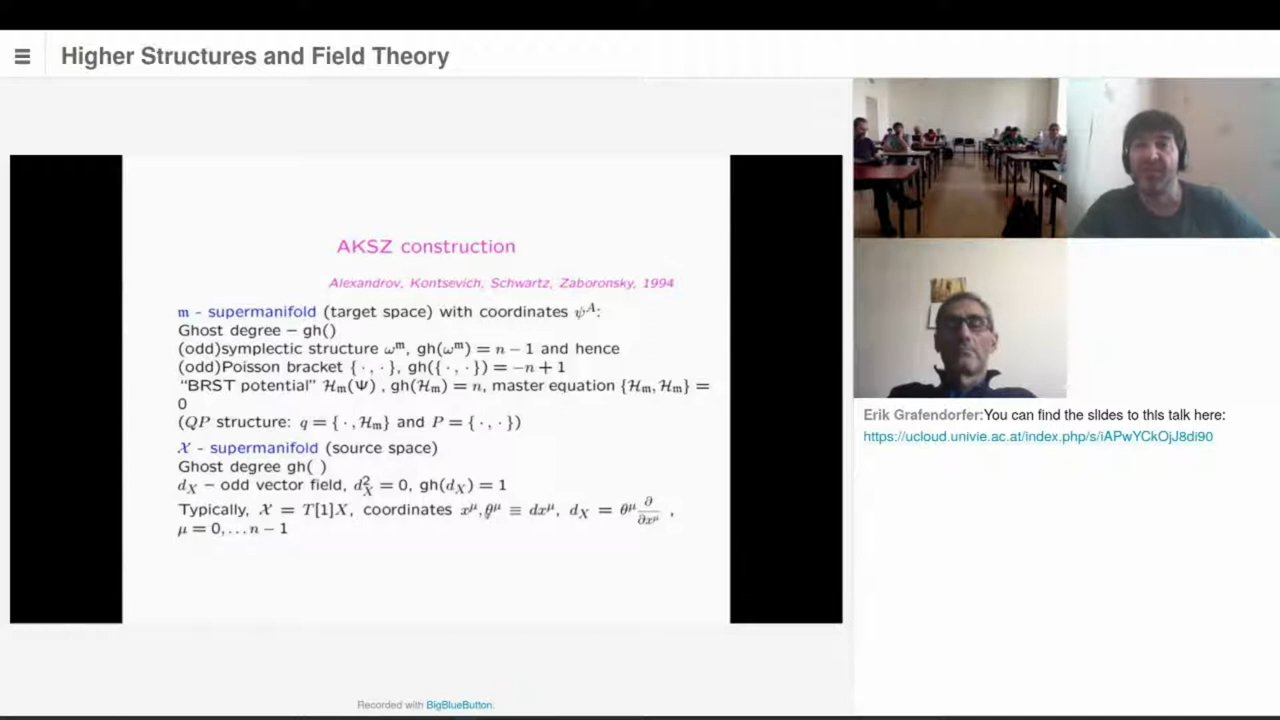 Higher Structures and Field Theory
AKSZ construction
Alexandrov, Kontsevich, Schwartz, Zaboronsky, 1994
m - supermanifold (target space) with coordinates ψ^A:
Ghost degree – gh()
(odd)symplectic structure ω^m, gh(ω^m) = n − 1 and hence
(odd)Poisson bracket {·,·}, gh({·,·}) = −n + 1
"BRST potential" ℋ_m(Ψ) , gh(ℋ_m) = n, master equation {ℋ_m, ℋ_m} =
0
(QP structure: q = {·, ℋ_m} and P = {·,·})
𝒳 - supermanifold (source space)
Ghost degree gh( )
d_X – odd vector field, d_X^2 = 0, gh(d_X) = 1
Typically, 𝒳 = T[1]X, coordinates x^μ, θ^μ ≡ dx^μ, d_X = θ^μ ∂/∂x^μ ,
μ = 0, . . . n − 1
Erik Grafendorfer:You can find the slides to this talk here:
https://ucloud.univie.ac.at/index.php/s/iAPwYCkOjJ8di90
Recorded with BigBlueButton.